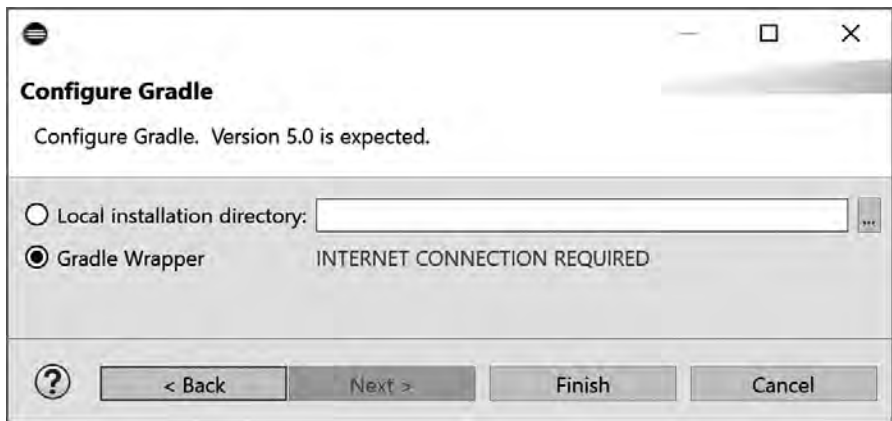 Configure Gradle
Configure Gradle. Version 5.0 is expected.
Local installation directory: ...
Gradle Wrapper INTERNET CONNECTION REQUIRED
? < Back Next > Finish Cancel